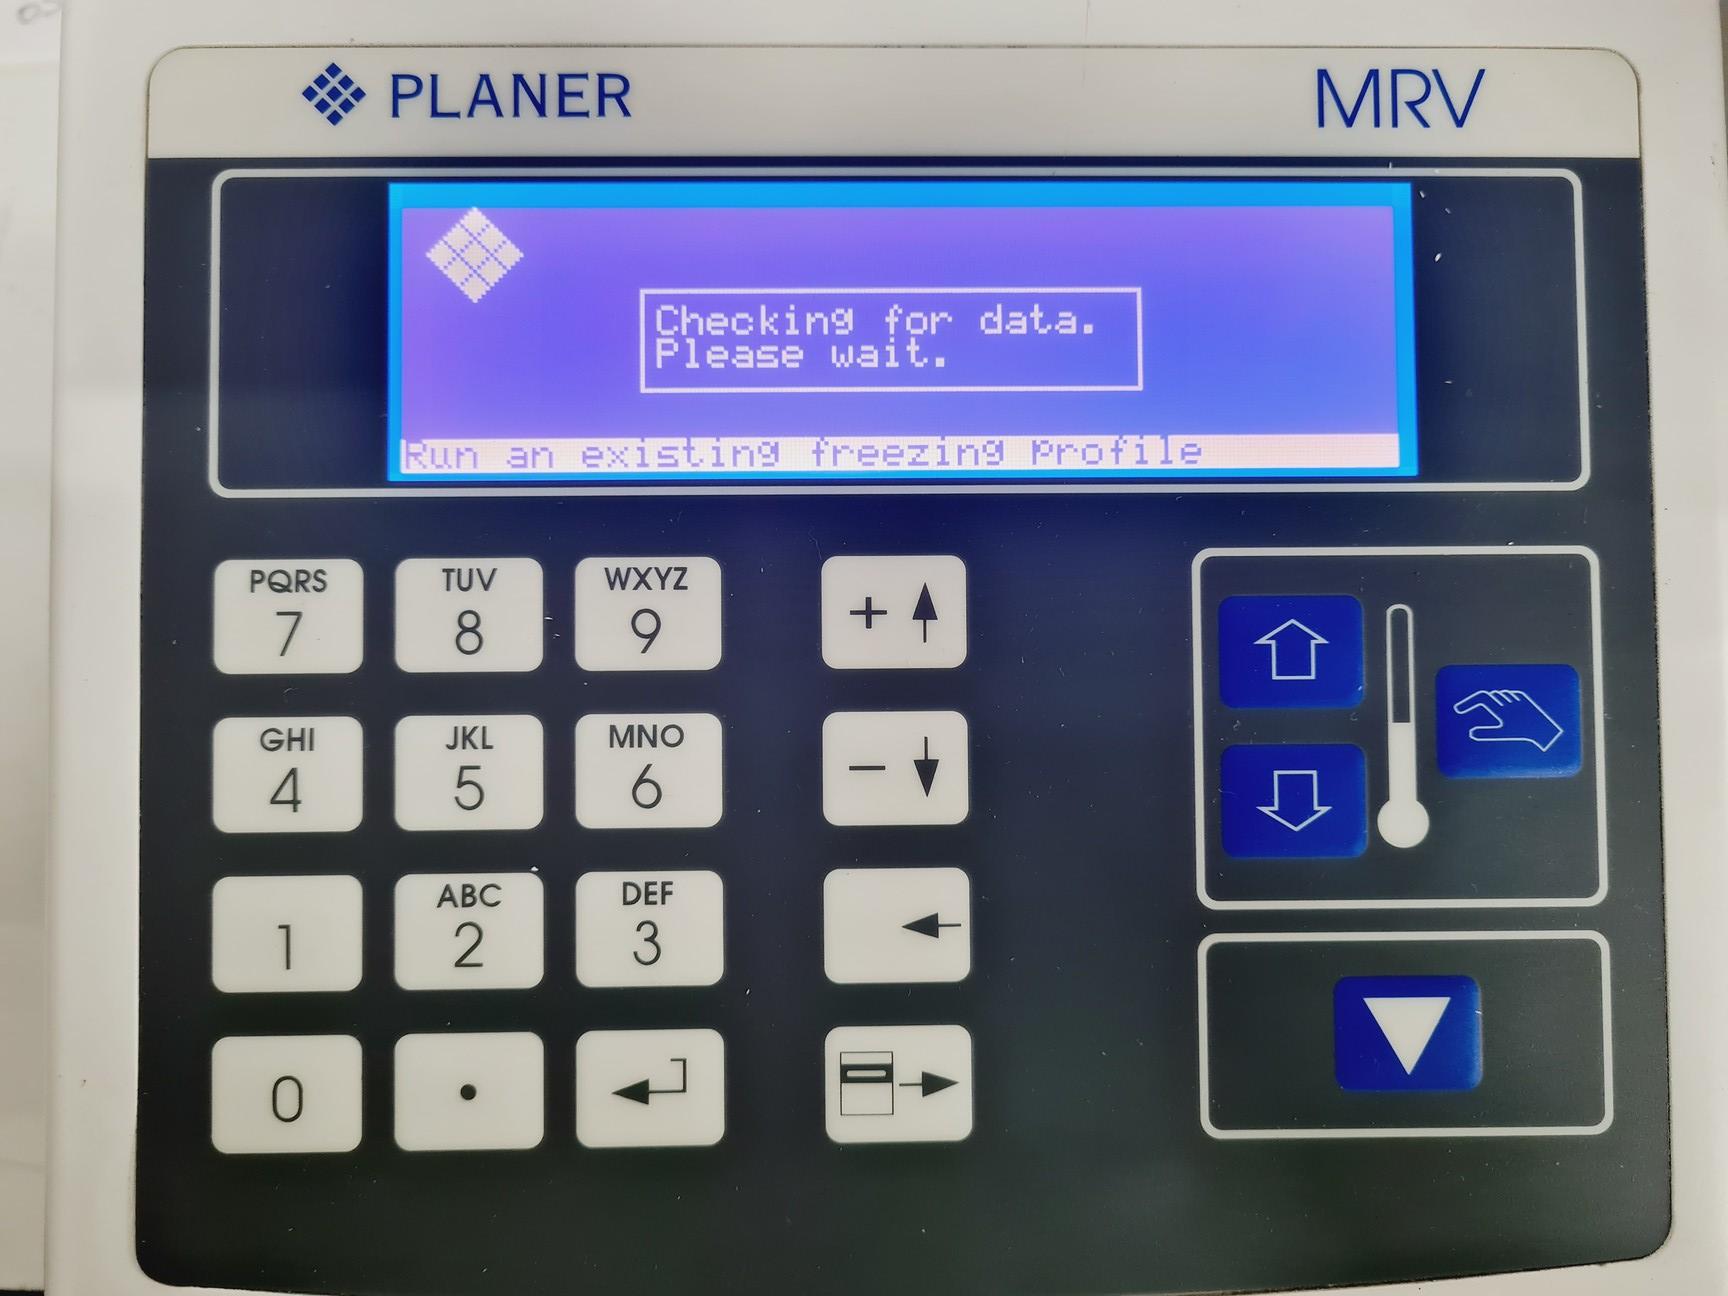 PLANER
MRV
Checking for data.
Please wait.
Run an existing freezing profile
PQRS
7
TUV
8
WXYZ
9
+
GHI
4
JKL
5
MNO
6
−
1
ABC
2
DEF
3
0
•